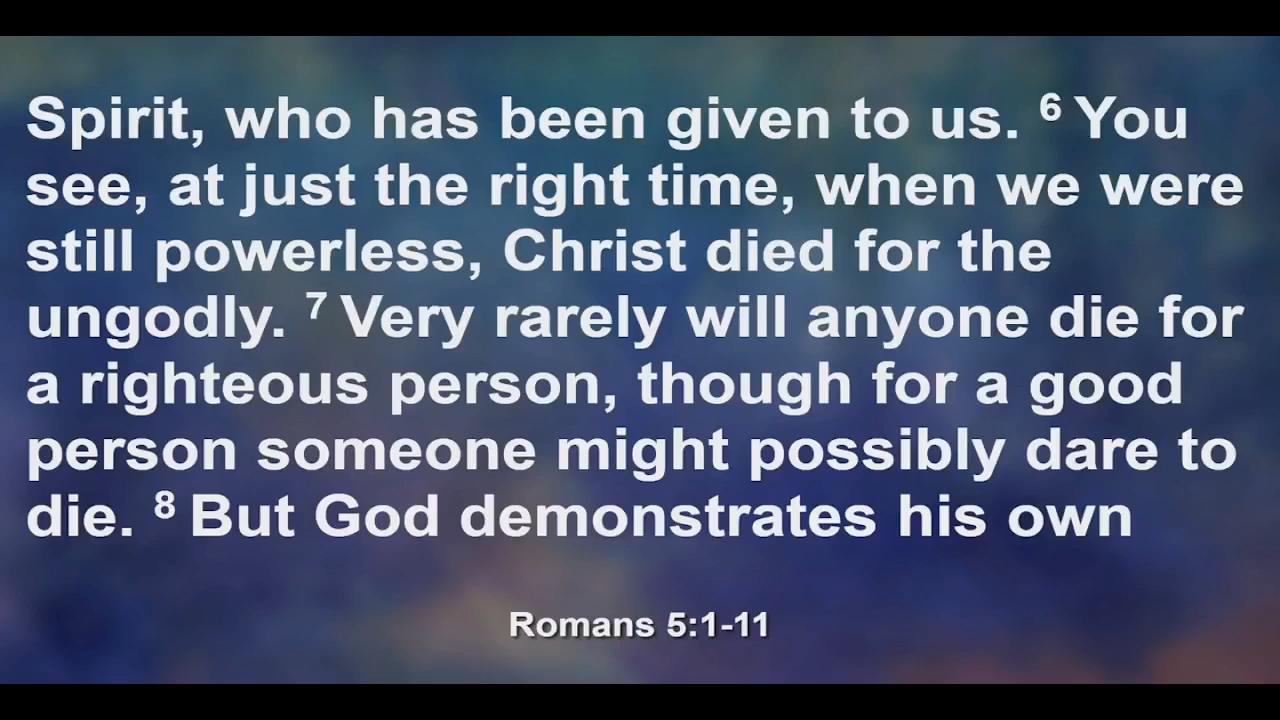 Spirit, who has been given to us. 6 You
see, at just the right time, when we were
still powerless, Christ died for the
ungodly. 7 Very rarely will anyone die for
a righteous person, though for a good
person someone might possibly dare to
die. 8 But God demonstrates his own
Romans 5:1-11